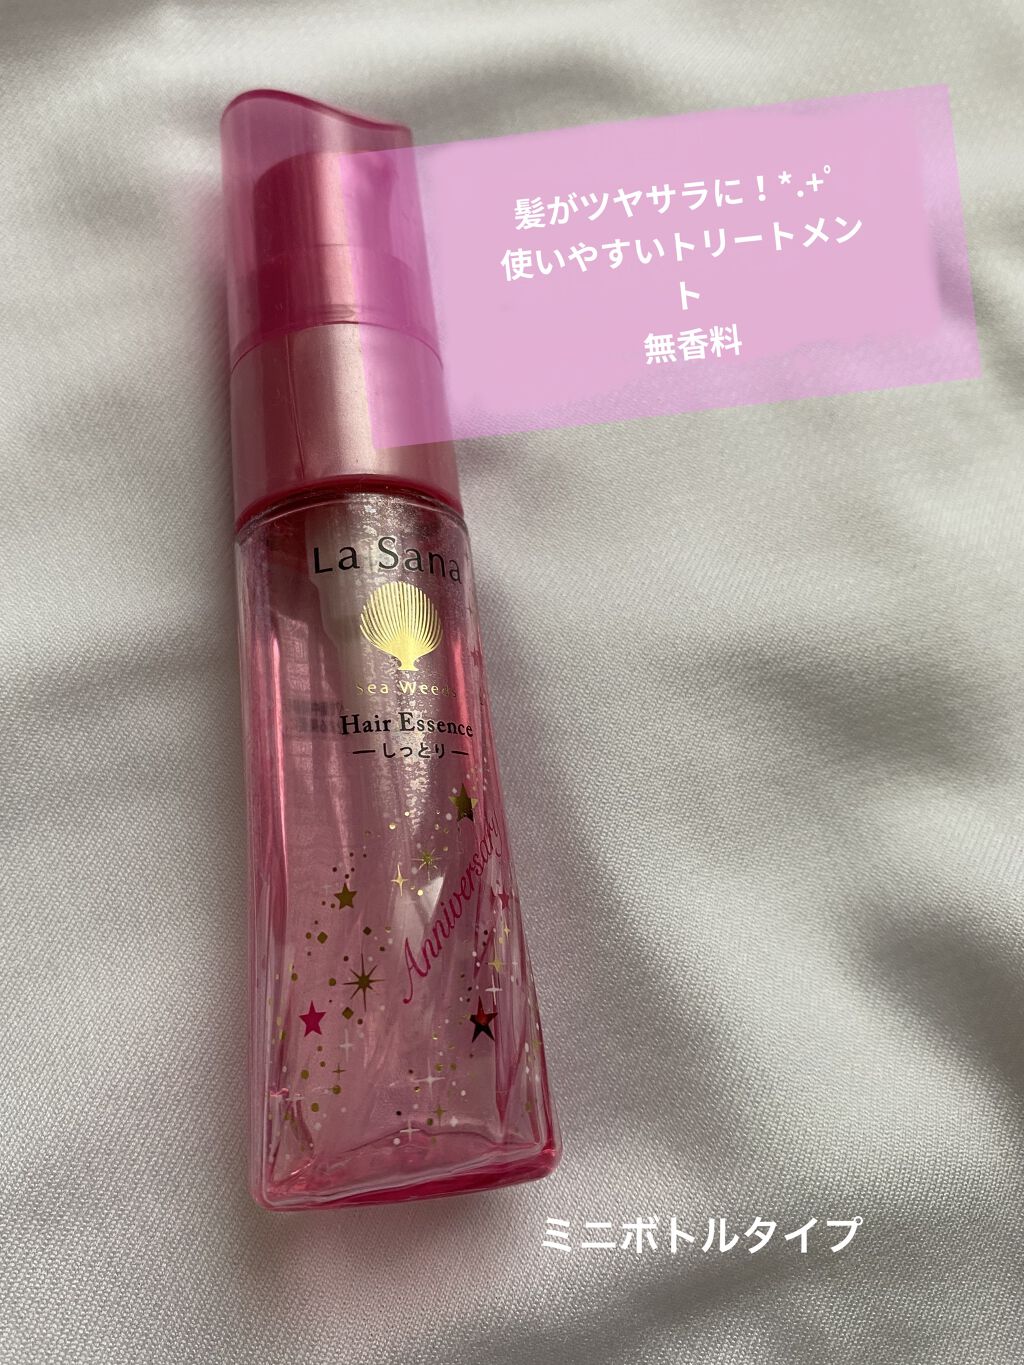 髪がツヤサラに！*.+ﾟ
使いやすいトリートメン
ト
無香料
La Sana
Sea Weeds
Hair Essence
ーしっとりー
Anniversary
ミニボトルタイプ